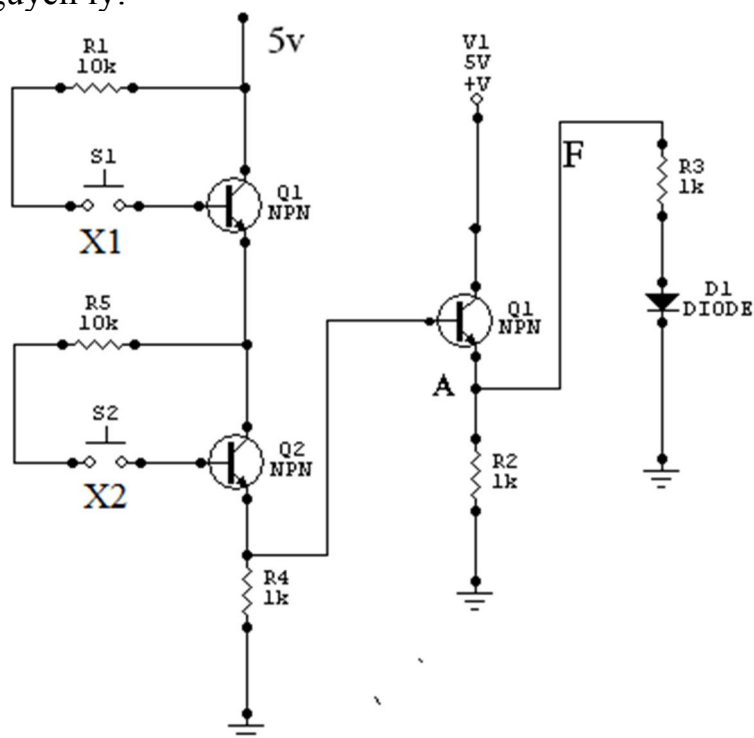 5v
R1
10k
S1
X1
Q1
NPN
R5
10k
S2
X2
Q2
NPN
R4
1k
V1
5V
+V
Q1
NPN
A
R2
1k
F
R3
1k
D1
DIODE